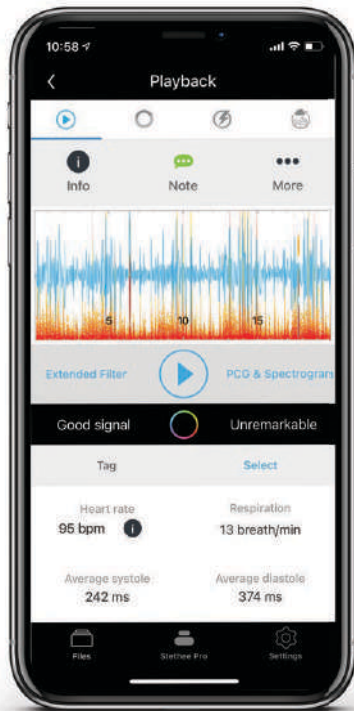 10:58
Playback
Info
Note
More
5 10 15
Extended Filter
PCG & Spectrogram
Good signal
Unremarkable
Tag
Select
Heart rate
Respiration
95 bpm
13 breath/min
Average systole
Average diastole
242 ms
374 ms
Files
Stethee Pro
Settings